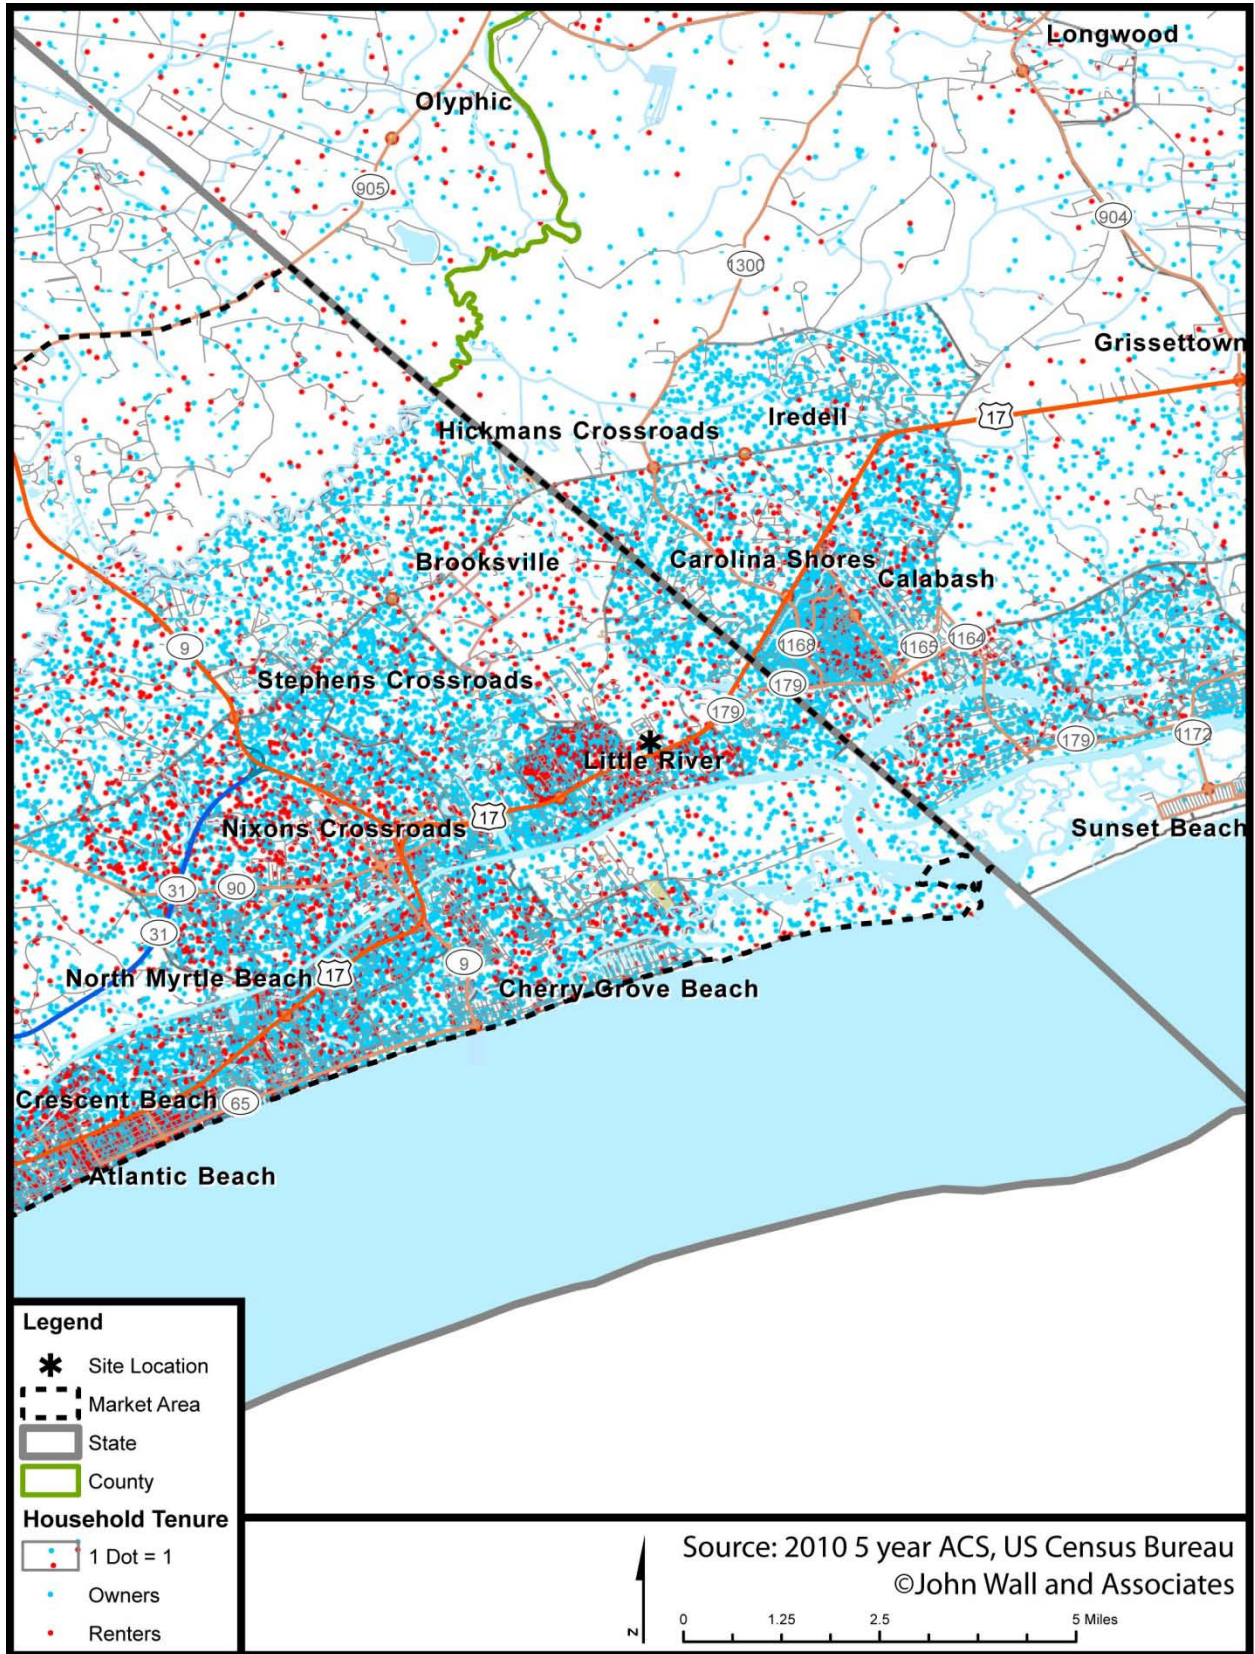 Longwood
Olyphic
905
904
1300
Grissettown
17
Iredell
Hickmans Crossroads
Brooksville
Carolina Shores
Calabash
9
1168
1165
1164
Stephens Crossroads
179
179
179
1172
Little River
17
Nixons Crossroads
Sunset Beach
31
90
31
9
North Myrtle Beach
17
Cherry Grove Beach
Crescent Beach
65
Atlantic Beach
Legend
Site Location
Market Area
State
County
Household Tenure
1 Dot = 1
Owners
Renters
N
Source: 2010 5 year ACS, US Census Bureau
©John Wall and Associates
0 1.25 2.5 5 Miles